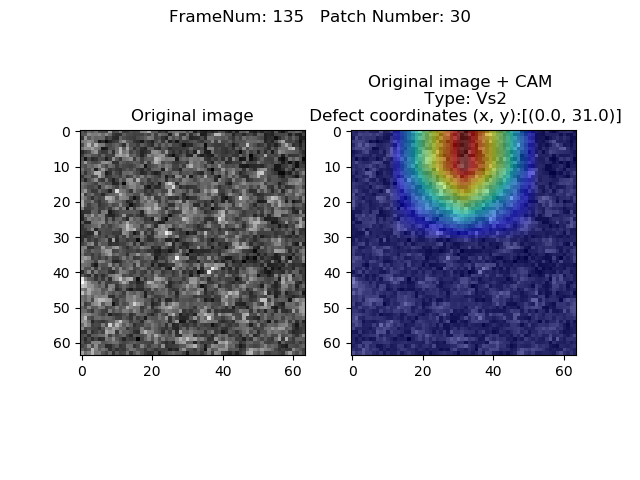 FrameNum: 135   Patch Number: 30
Original image
Original image + CAM
Type: Vs2
Defect coordinates (x, y):[(0.0, 31.0)]
0
10
20
30
40
50
60
0 20 40 60
0
10
20
30
40
50
60
0 20 40 60